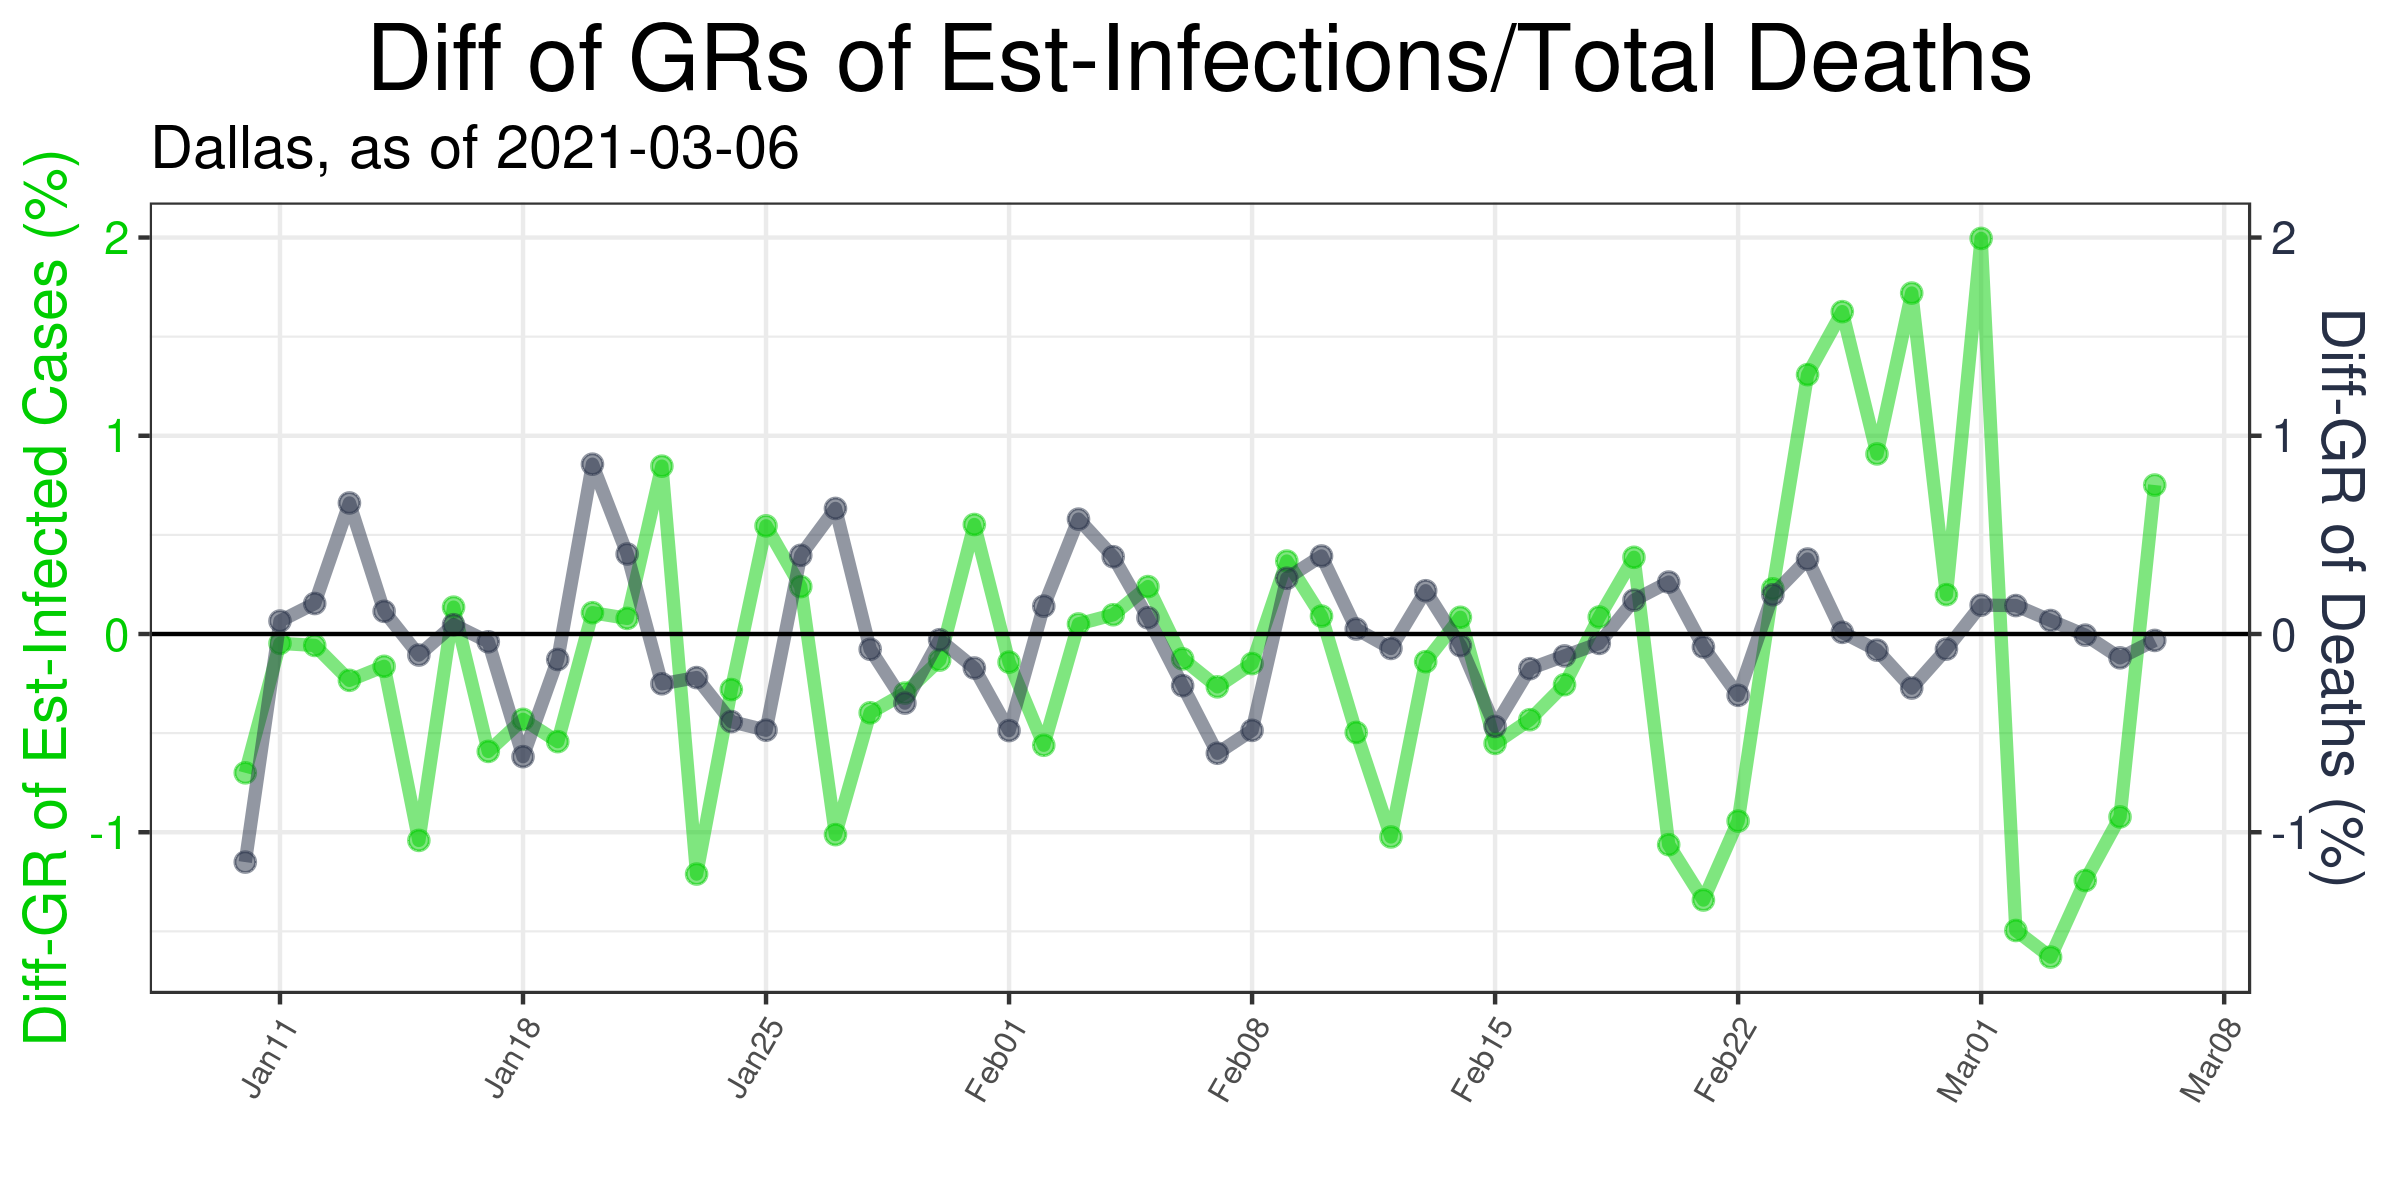 Diff of GRs of Est-Infections/Total Deaths
Dallas, as of 2021-03-06
Diff-GR of Est-Infected Cases (%)
2
1
0
-1
2
1
0
-1
Diff-GR of Deaths (%)
Jan11
Jan18
Jan25
Feb01
Feb08
Feb15
Feb22
Mar01
Mar08